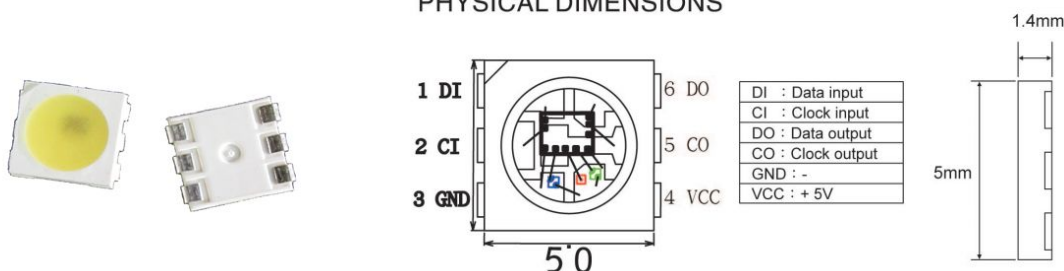 PHYSICAL DIMENSIONS
1 DI
2 CI
3 GND
6 DO
5 CO
4 VCC
5.0
DI : Data input
CI : Clock input
DO : Data output
CO : Clock output
GND : -
VCC : + 5V
1.4mm
5mm